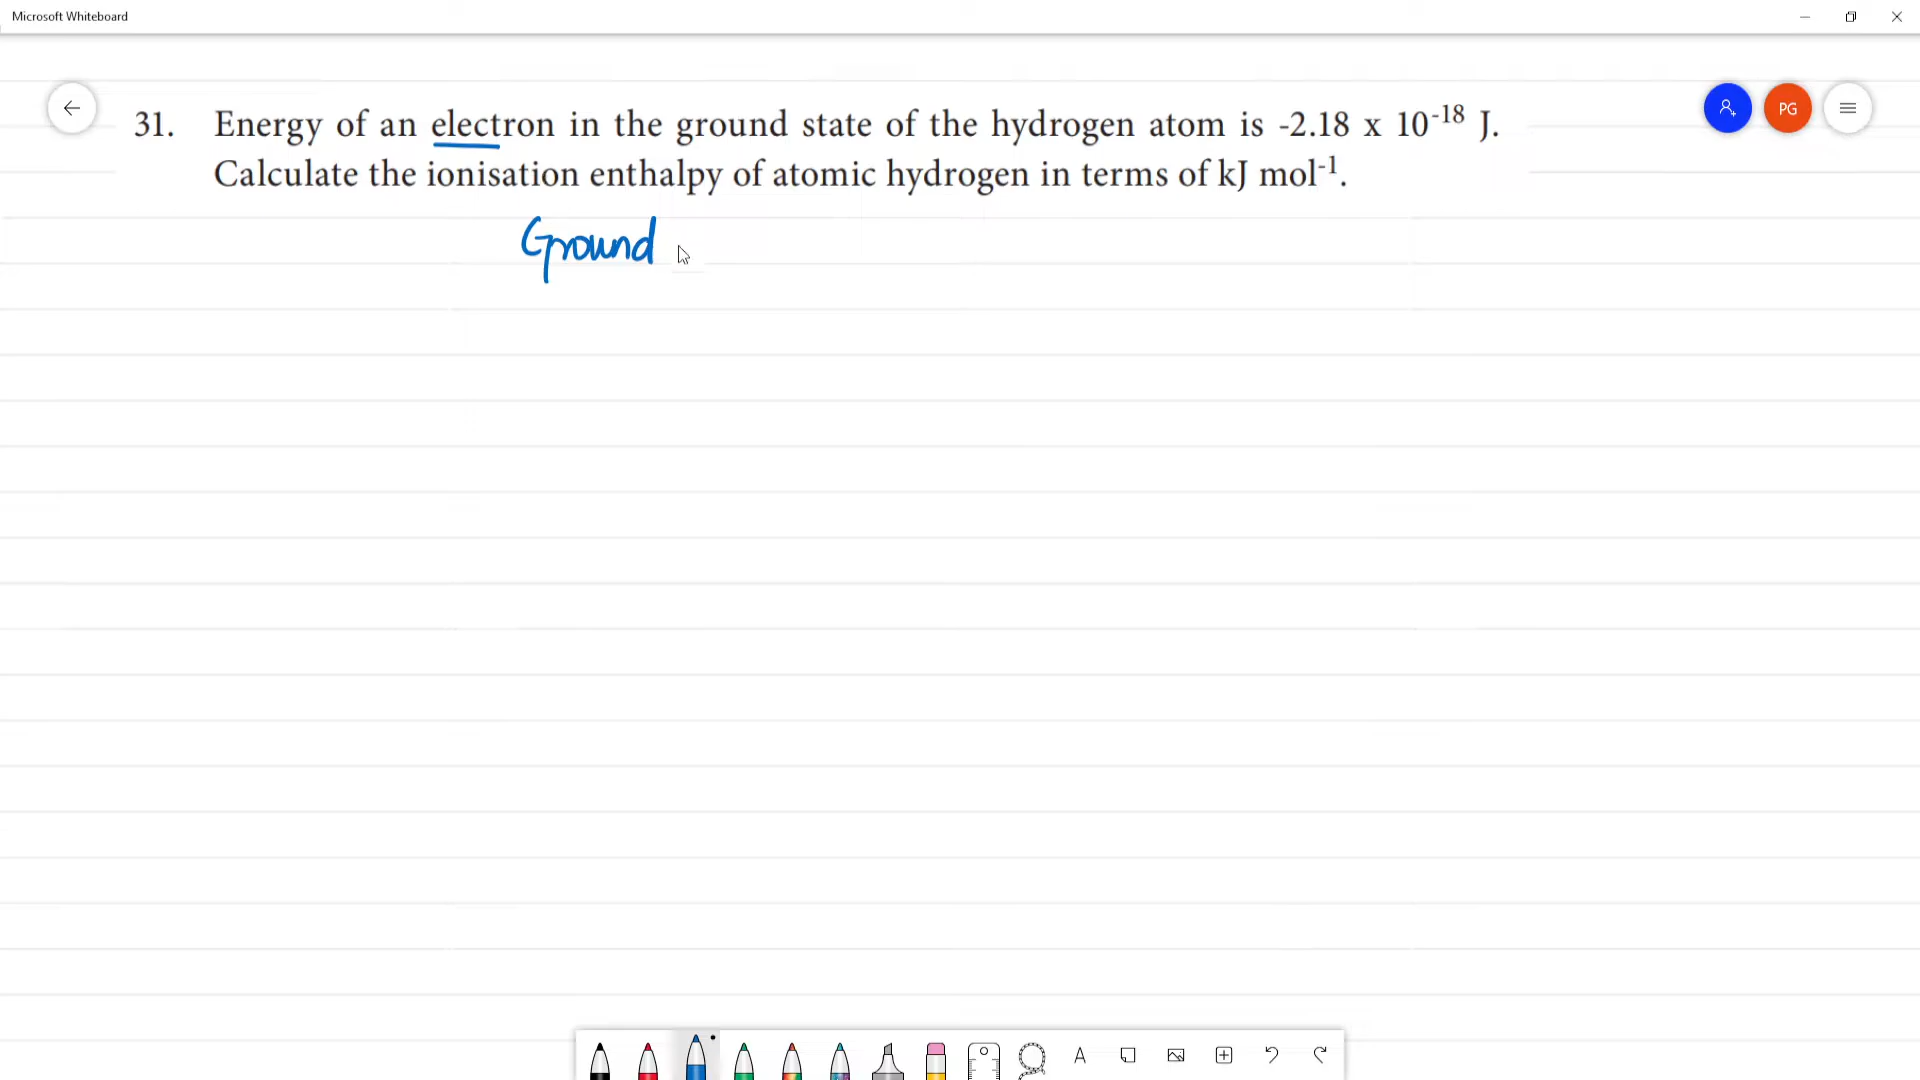 Microsoft Whiteboard
31. Energy of an electron in the ground state of the hydrogen atom is -2.18 x 10⁻¹⁸ J.
PG
Calculate the ionisation enthalpy of atomic hydrogen in terms of kJ mol⁻¹.
Ground
A